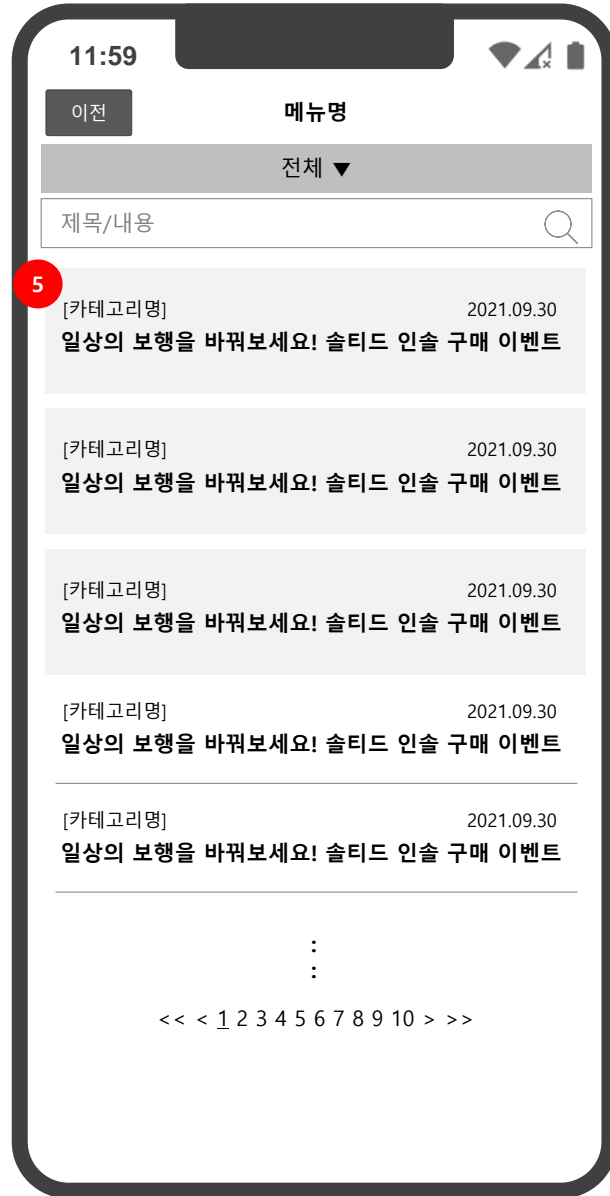 11:59
이전
메뉴명
전체 ▼
제목/내용
5
[카테고리명] 2021.09.30
일상의 보행을 바꿔보세요! 솔티드 인솔 구매 이벤트
[카테고리명] 2021.09.30
일상의 보행을 바꿔보세요! 솔티드 인솔 구매 이벤트
[카테고리명] 2021.09.30
일상의 보행을 바꿔보세요! 솔티드 인솔 구매 이벤트
[카테고리명] 2021.09.30
일상의 보행을 바꿔보세요! 솔티드 인솔 구매 이벤트
[카테고리명] 2021.09.30
일상의 보행을 바꿔보세요! 솔티드 인솔 구매 이벤트
:
:
<< < 1 2 3 4 5 6 7 8 9 10 > >>